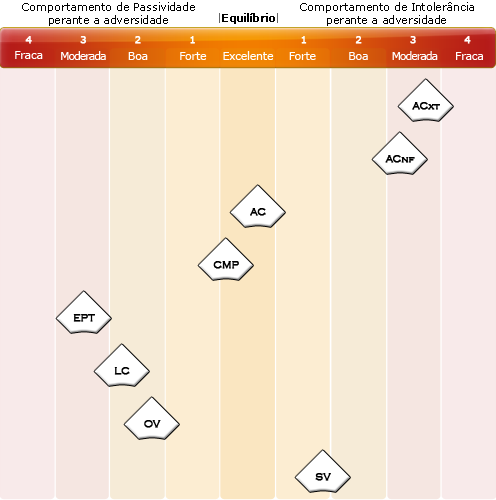 Comportamento de Passividade
perante a adversidade
|Equilíbrio|
Comportamento de Intolerância
perante a adversidade
4 3 2 1 1 2 3 4
Fraca Moderada Boa Forte Excelente Forte Boa Moderada Fraca
ACXT
ACNF
AC
CMP
EPT
LC
OV
SV